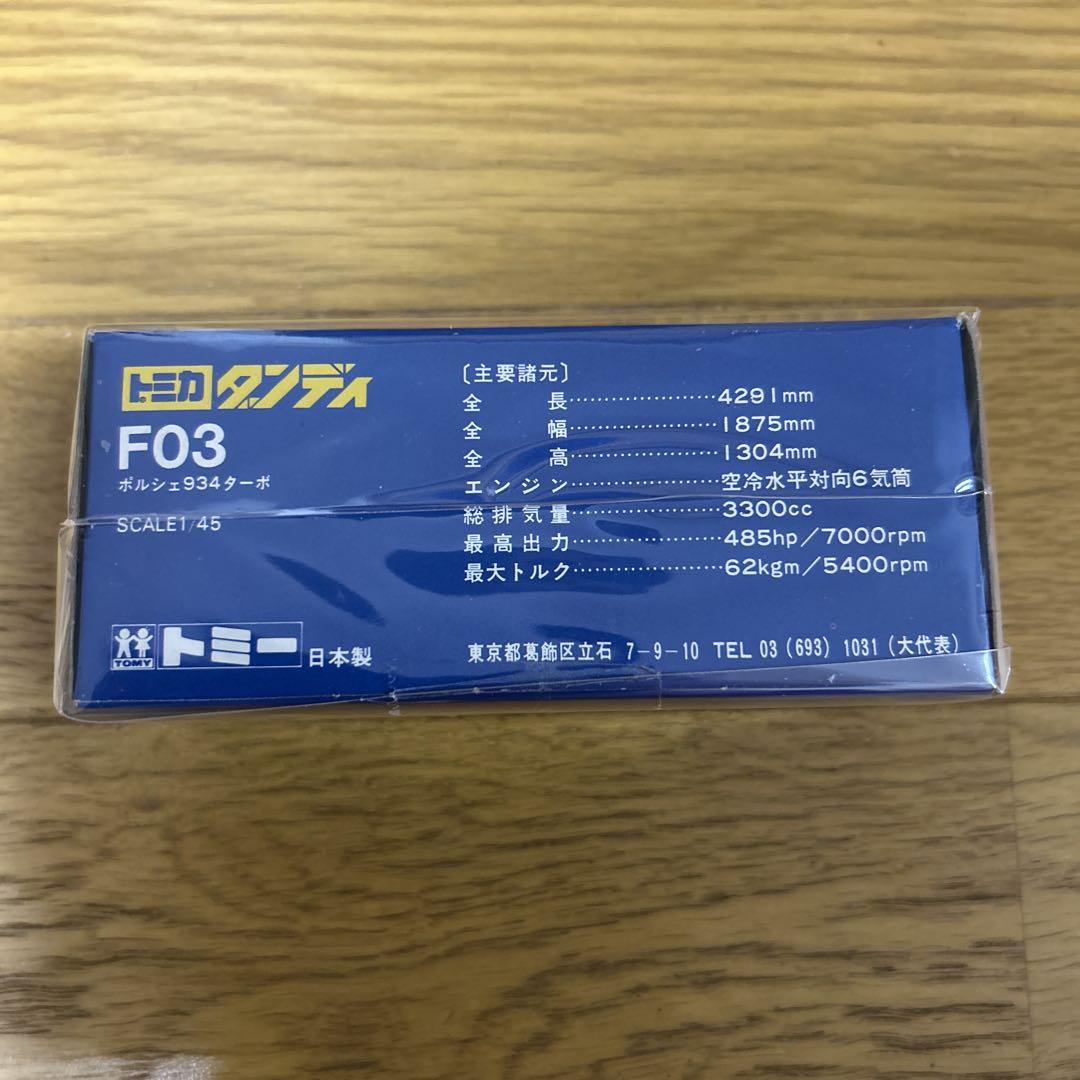 トミカダンディ
F03
ポルシェ934ターボ
SCALE1/45
〔主要諸元〕
全長…………………4291mm
全幅…………………1875mm
全高…………………1304mm
エンジン…………………空冷水平対向6気筒
総排気量…………………3300cc
最高出力…………………485hp/7000rpm
最大トルク…………………62kgm/5400rpm
TOMY トミー 日本製
東京都葛飾区立石 7-9-10 TEL 03(693)1031(大代表)